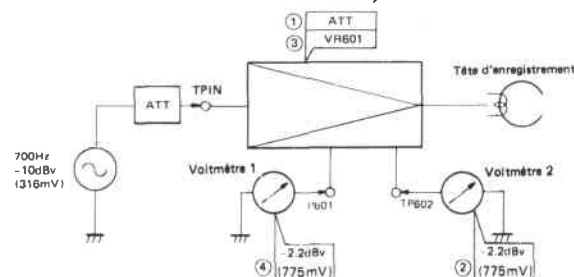 ① ATT
③ VR601
Tête d'enregistrement
TPIN
ATT
700Hz
-10dBv
(316mV)
Voltmètre 1
Voltmètre 2
TP601
TP602
-2.2dBv
④ (775mV)
-2.2dBv
② (775mV)